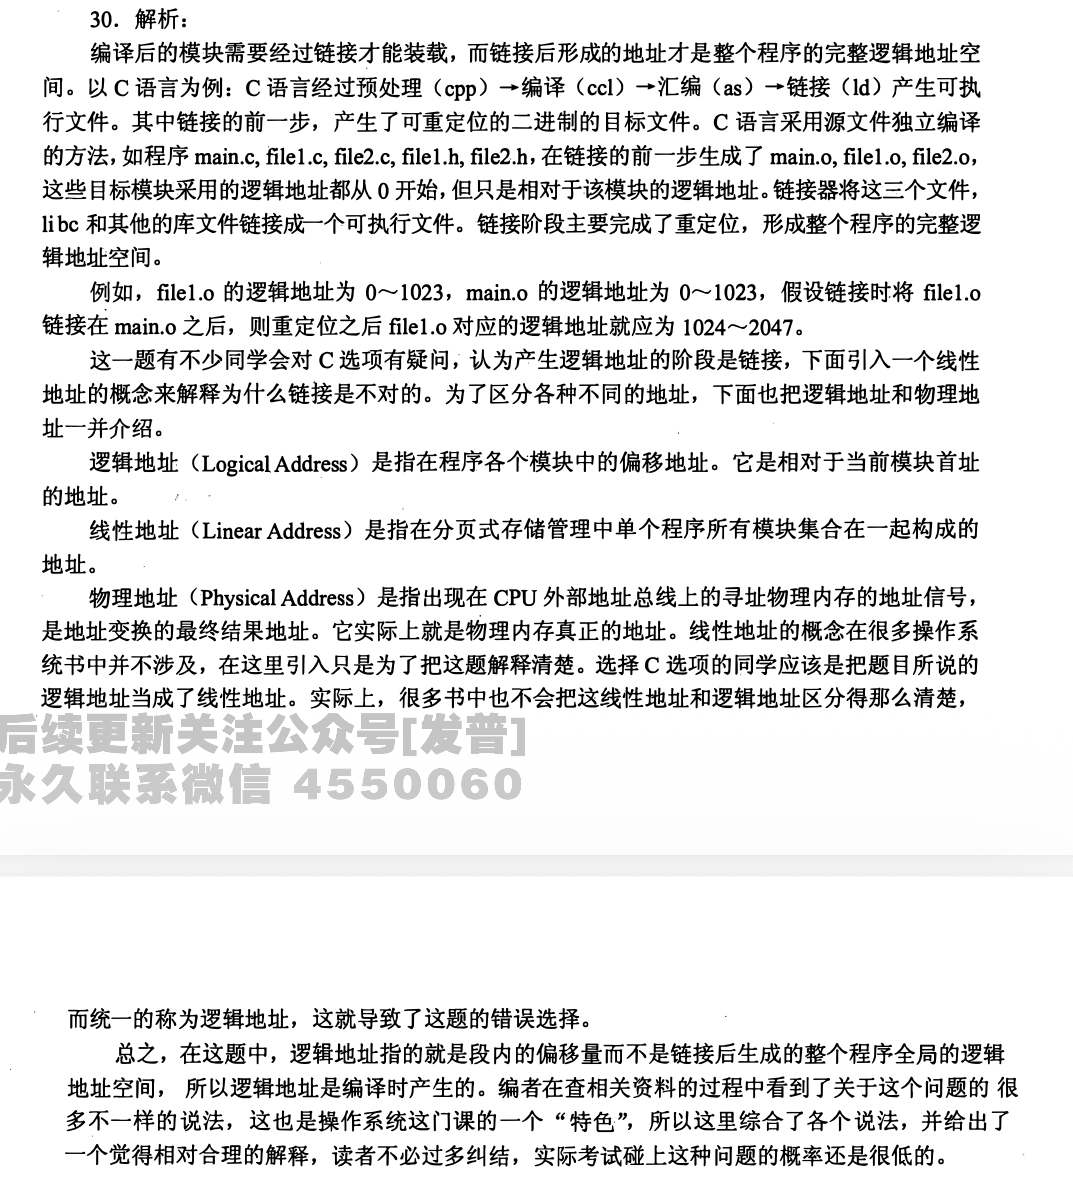 30．解析：
编译后的模块需要经过链接才能装载，而链接后形成的地址才是整个程序的完整逻辑地址空
间。以 C 语言为例：C 语言经过预处理（cpp）→编译（ccl）→汇编（as）→链接（ld）产生可执
行文件。其中链接的前一步，产生了可重定位的二进制的目标文件。C 语言采用源文件独立编译
的方法，如程序 main.c, file1.c, file2.c, file1.h, file2.h，在链接的前一步生成了 main.o, file1.o, file2.o，
这些目标模块采用的逻辑地址都从 0 开始，但只是相对于该模块的逻辑地址。链接器将这三个文件，
libc 和其他的库文件链接成一个可执行文件。链接阶段主要完成了重定位，形成整个程序的完整逻
辑地址空间。
例如，file1.o 的逻辑地址为 0～1023，main.o 的逻辑地址为 0～1023，假设链接时将 file1.o
链接在 main.o 之后，则重定位之后 file1.o 对应的逻辑地址就应为 1024～2047。
这一题有不少同学会对 C 选项有疑问，认为产生逻辑地址的阶段是链接，下面引入一个线性
地址的概念来解释为什么链接是不对的。为了区分各种不同的地址，下面也把逻辑地址和物理地
址一并介绍。
逻辑地址（Logical Address）是指在程序各个模块中的偏移地址。它是相对于当前模块首址
的地址。
线性地址（Linear Address）是指在分页式存储管理中单个程序所有模块集合在一起构成的
地址。
物理地址（Physical Address）是指出现在 CPU 外部地址总线上的寻址物理内存的地址信号，
是地址变换的最终结果地址。它实际上就是物理内存真正的地址。线性地址的概念在很多操作系
统书中并不涉及，在这里引入只是为了把这题解释清楚。选择 C 选项的同学应该是把题目所说的
逻辑地址当成了线性地址。实际上，很多书中也不会把这线性地址和逻辑地址区分得那么清楚，
后续更新关注公众号[发普]
永久联系微信 4550060
而统一的称为逻辑地址，这就导致了这题的错误选择。
总之，在这题中，逻辑地址指的就是段内的偏移量而不是链接后生成的整个程序全局的逻辑
地址空间， 所以逻辑地址是编译时产生的。编者在查相关资料的过程中看到了关于这个问题的 很
多不一样的说法，这也是操作系统这门课的一个“特色”，所以这里综合了各个说法，并给出了
一个觉得相对合理的解释，读者不必过多纠结，实际考试碰上这种问题的概率还是很低的。